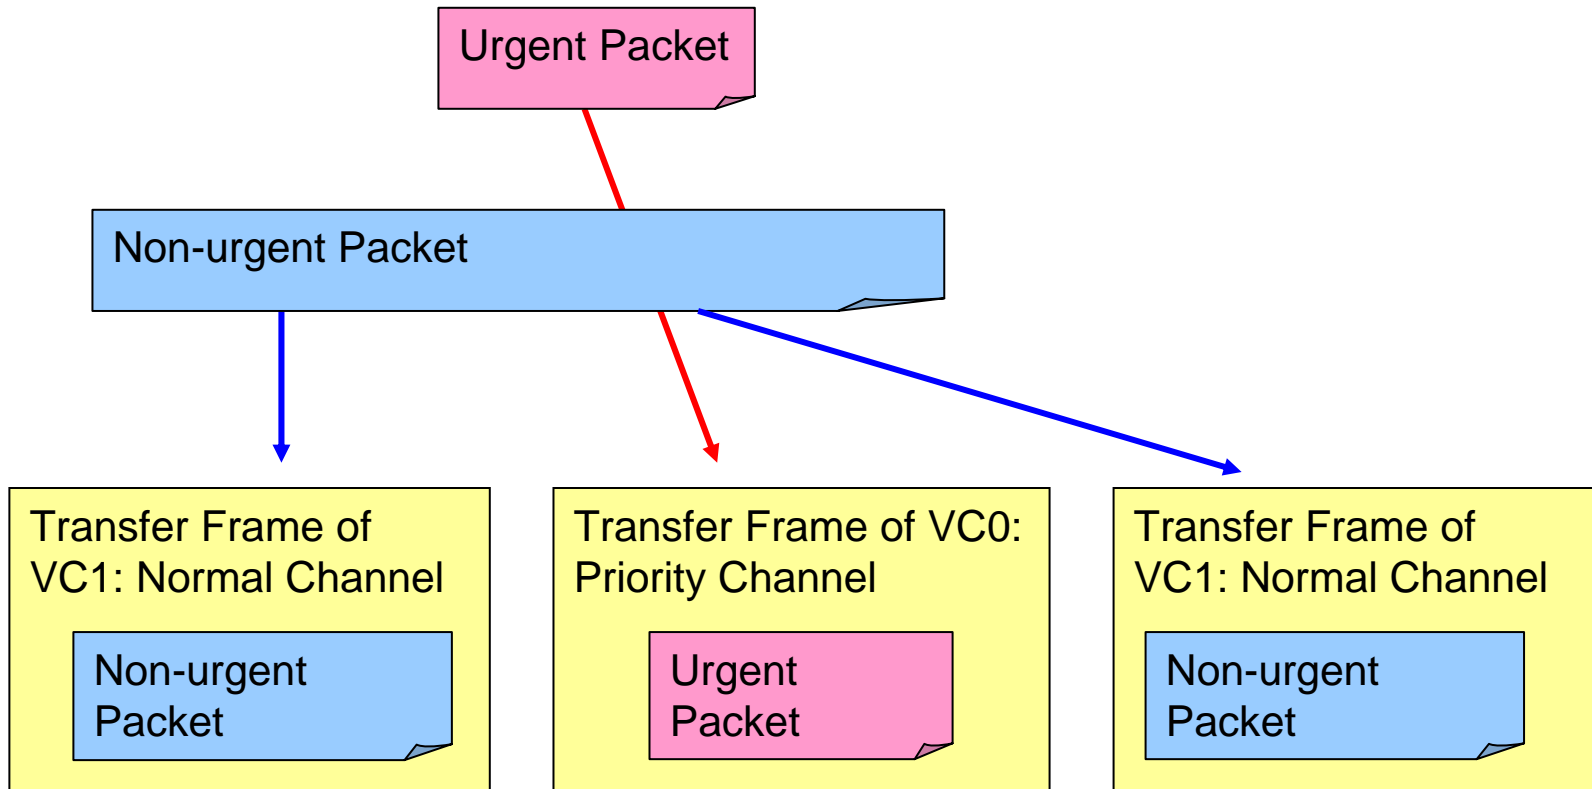 Urgent Packet
Non-urgent Packet
Transfer Frame of
VC1: Normal Channel
Non-urgent
Packet
Transfer Frame of VC0:
Priority Channel
Urgent
Packet
Transfer Frame of
VC1: Normal Channel
Non-urgent
Packet